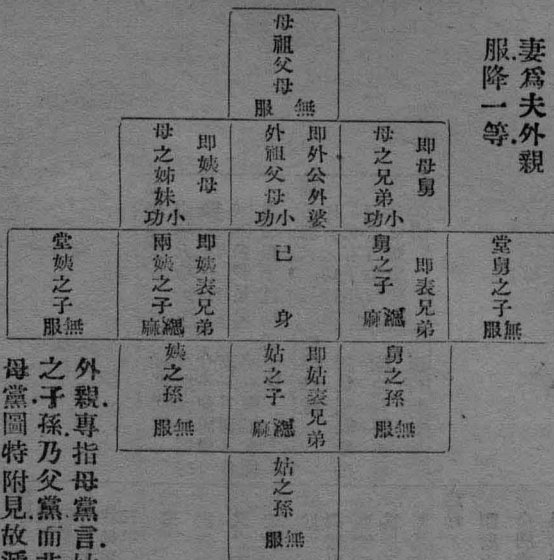 妻爲夫外親
服降一等
母祖父母
服無
即母舅
母之兄弟
功小
即外公外婆
外祖父母
功小
即姨母
母之姊妹
功小
堂舅之子
服無
即表兄弟
舅之子
麻緦
己身
即姨表兄弟
兩姨之子
麻緦
堂姨之子
服無
舅之孫
服無
即姑表兄弟
姑之子
麻緦
姨之孫
服無
姑之孫
服無
外親專指母黨言
之子孫乃父黨而
母黨圖特附見故